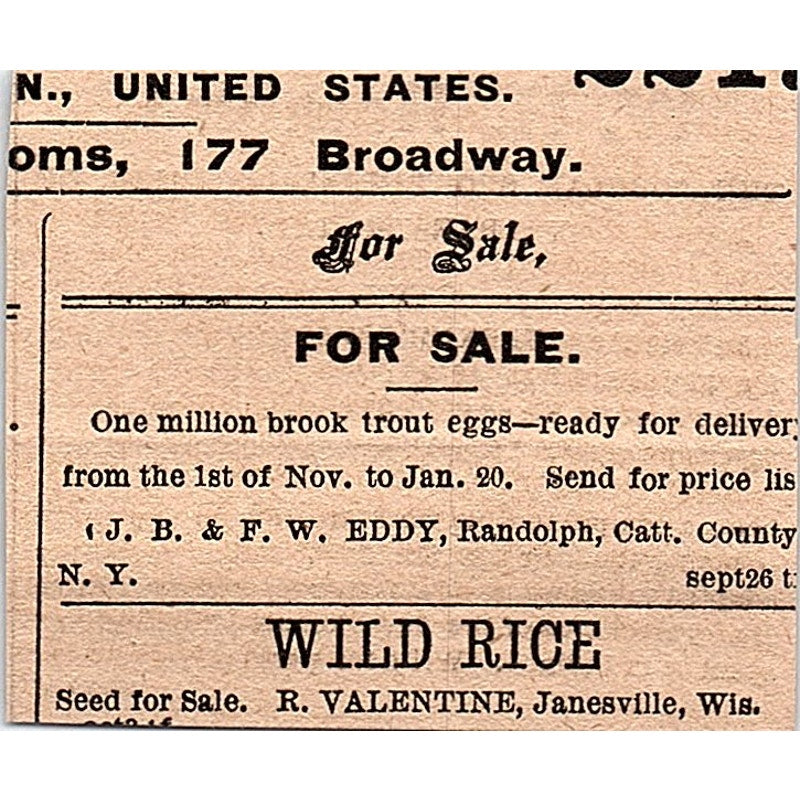 N., UNITED STATES.
oms, 177 Broadway.
For Sale,
FOR SALE.
One million brook trout eggs—ready for deliver
from the 1st of Nov. to Jan. 20. Send for price lis
J. B. & F. W. EDDY, Randolph, Catt. County
N. Y. sept26 t
WILD RICE
Seed for Sale. R. VALENTINE, Janesville, Wis.